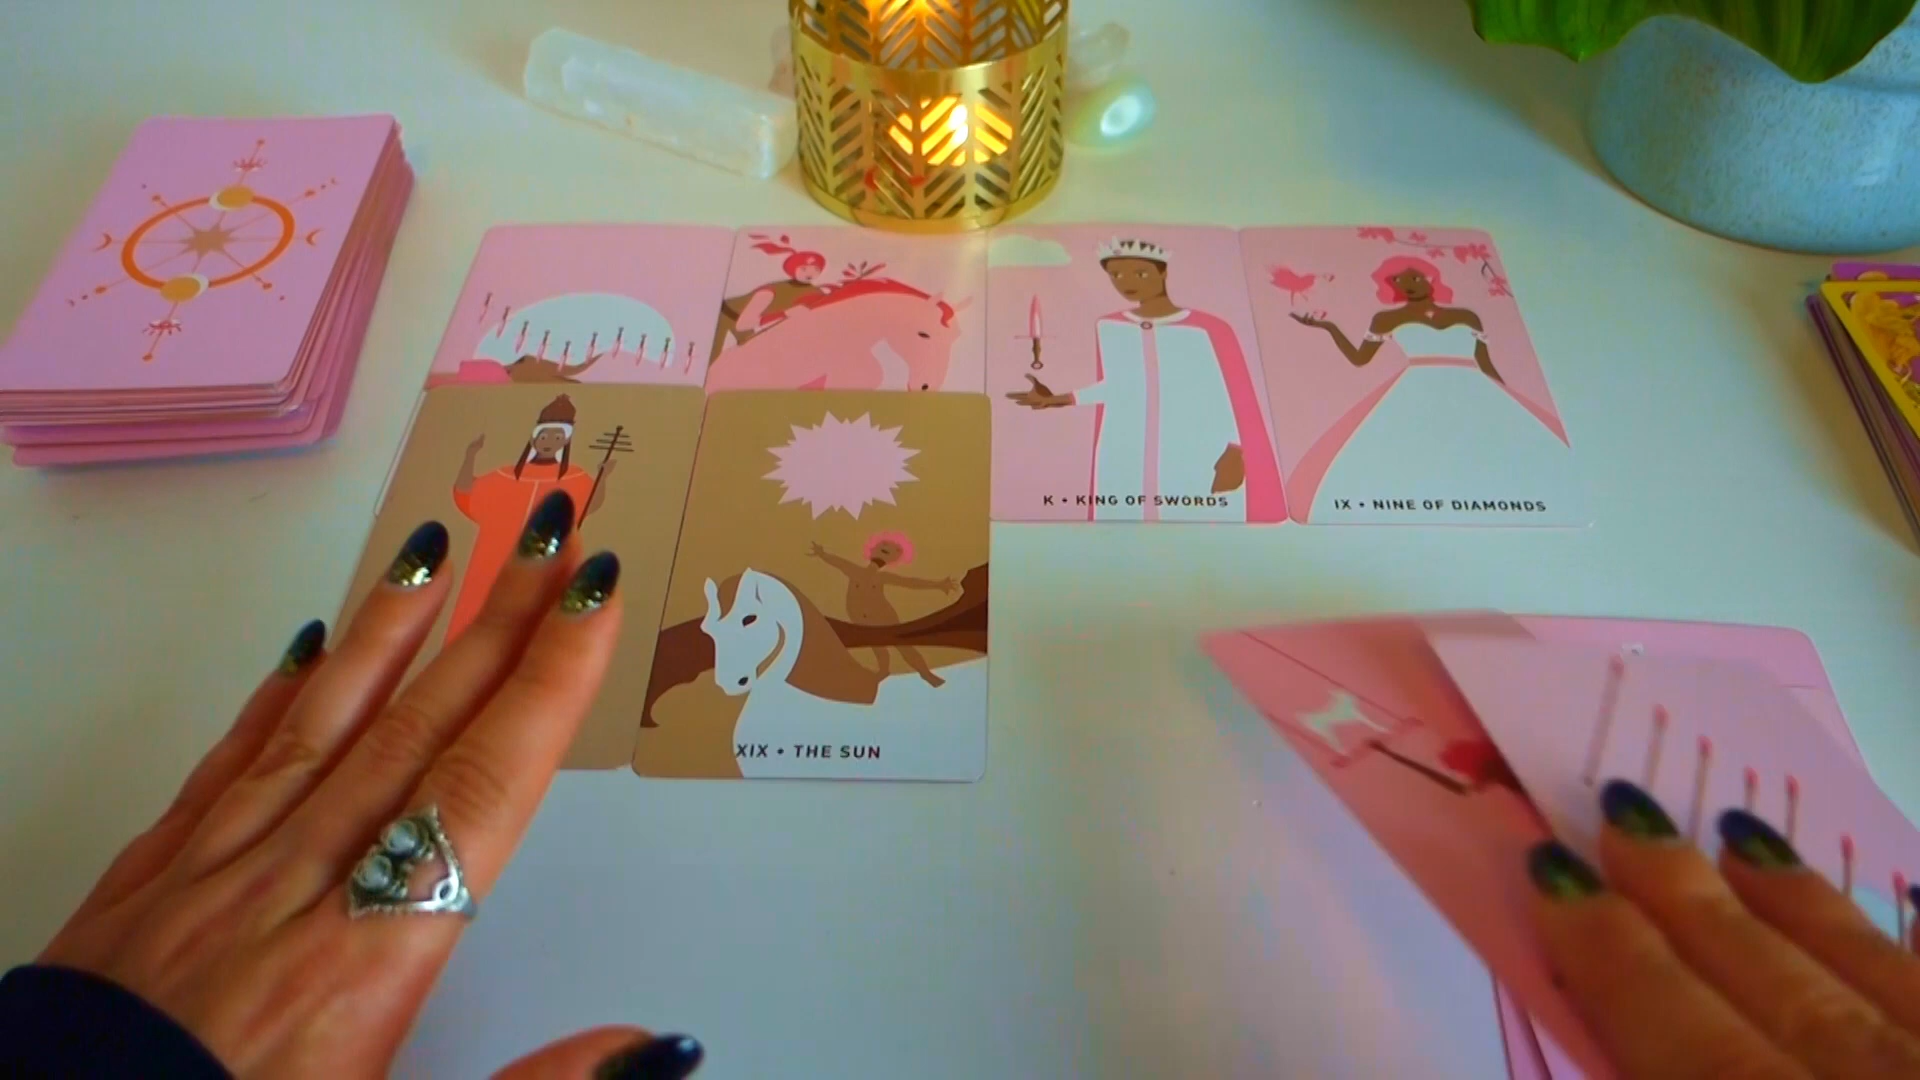 K • KING OF SWORDS
IX • NINE OF DIAMONDS
XIX • THE SUN